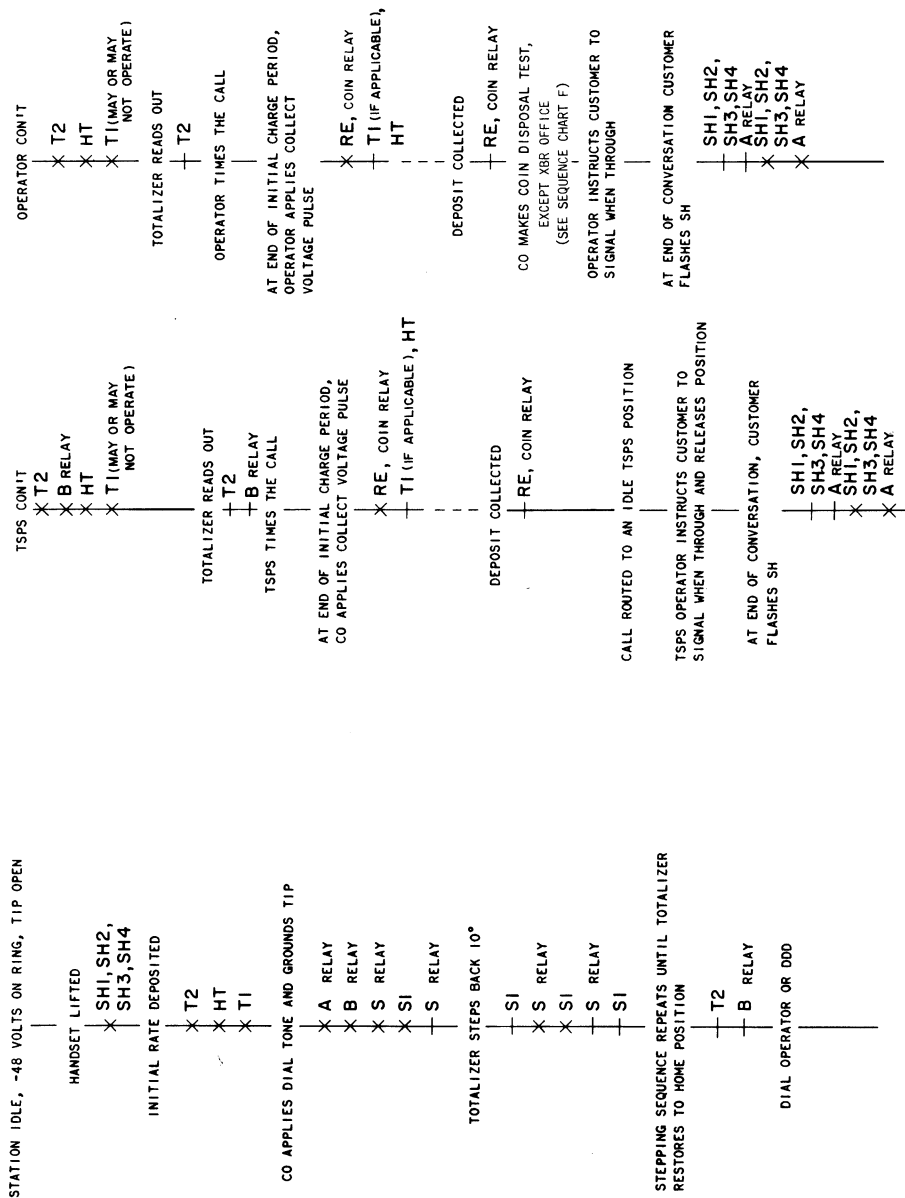 STATION IDLE, -48 VOLTS ON RING, TIP OPEN
HANDSET LIFTED
SH1, SH2,
SH3, SH4
INITIAL RATE DEPOSITED
T2
HT
T1
CO APPLIES DIAL TONE AND GROUNDS TIP
A RELAY
B RELAY
S RELAY
S1
S RELAY
TOTALIZER STEPS BACK 10°
S1
S RELAY
S1
S RELAY
S1
STEPPING SEQUENCE REPEATS UNTIL TOTALIZER
RESTORES TO HOME POSITION
T2
B RELAY
DIAL OPERATOR OR DDD
TSPS CON'T
T2
B RELAY
HT
T1 (MAY OR MAY
NOT OPERATE)
TOTALIZER READS OUT
T2
B RELAY
TSPS TIMES THE CALL
AT END OF INITIAL CHARGE PERIOD,
CO APPLIES COLLECT VOLTAGE PULSE
RE, COIN RELAY
T1 (IF APPLICABLE), HT
DEPOSIT COLLECTED
RE, COIN RELAY
CALL ROUTED TO AN IDLE TSPS POSITION
TSPS OPERATOR INSTRUCTS CUSTOMER TO
SIGNAL WHEN THROUGH AND RELEASES POSITION
AT END OF CONVERSATION, CUSTOMER
FLASHES SH
SH1, SH2,
SH3, SH4
A RELAY
SH1, SH2,
SH3, SH4
A RELAY
OPERATOR CON'T
T2
HT
T1 (MAY OR MAY
NOT OPERATE)
TOTALIZER READS OUT
T2
OPERATOR TIMES THE CALL
AT END OF INITIAL CHARGE PERIOD,
OPERATOR APPLIES COLLECT
VOLTAGE PULSE
RE, COIN RELAY
T1 (IF APPLICABLE),
HT
DEPOSIT COLLECTED
RE, COIN RELAY
CO MAKES COIN DISPOSAL TEST,
EXCEPT XBR OFFICE
(SEE SEQUENCE CHART F)
OPERATOR INSTRUCTS CUSTOMER TO
SIGNAL WHEN THROUGH
AT END OF CONVERSATION CUSTOMER
FLASHES SH
SH1, SH2,
SH3, SH4
A RELAY
SH1, SH2,
SH3, SH4
A RELAY